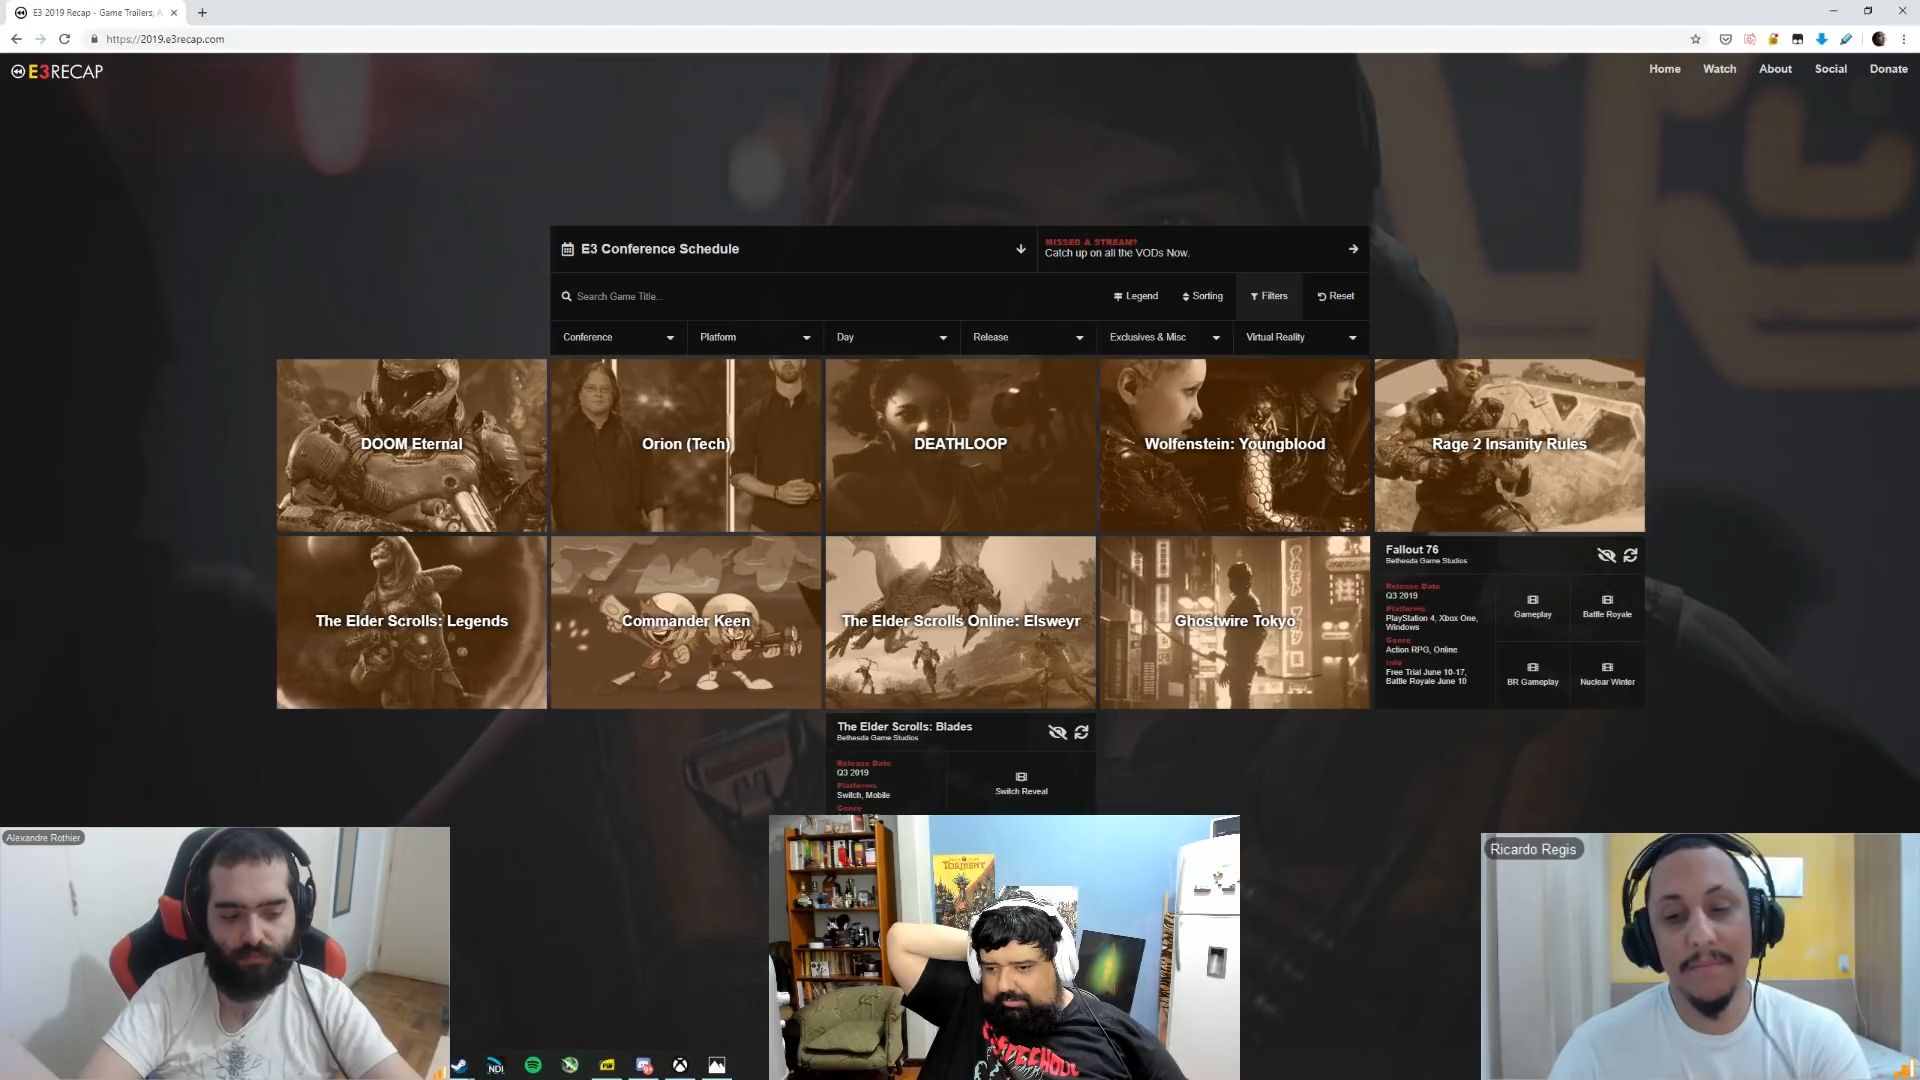 E3 2019 Recap - Game Trailers, A
https://2019.e3recap.com
E3RECAP
Home
Watch
About
Social
Donate
E3 Conference Schedule
MISSED A STREAM?
Catch up on all the VODs Now.
Search Game Title...
Legend
Sorting
Filters
Reset
Conference
Platform
Day
Release
Exclusives & Misc
Virtual Reality
DOOM Eternal
Orion (Tech)
DEATHLOOP
Wolfenstein: Youngblood
Rage 2 Insanity Rules
The Elder Scrolls: Legends
Commander Keen
The Elder Scrolls Online: Elsweyr
Ghostwire Tokyo
Fallout 76
Bethesda Game Studios
Release Date
Q3 2019
Platforms
PlayStation 4, Xbox One,
Windows
Genre
Action RPG, Online
Info
Free Trial June 10-17,
Battle Royale June 10
Gameplay
Battle Royale
BR Gameplay
Nuclear Winter
The Elder Scrolls: Blades
Bethesda Game Studios
Release Date
Q3 2019
Platforms
Switch, Mobile
Genre
Switch Reveal
Alexandre Rothier
TORMENT
Ricardo Regis
NDI